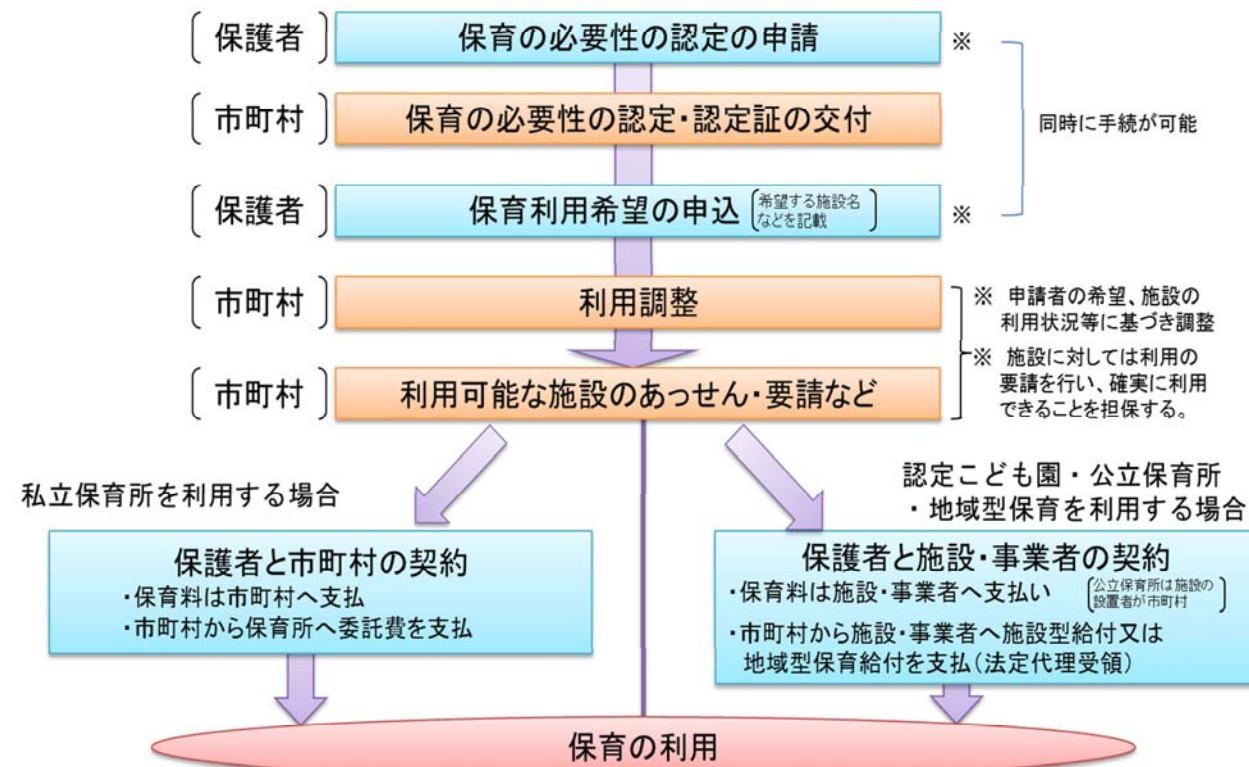 保護者
保育の必要性の認定の申請
※
市町村
保育の必要性の認定・認定証の交付
同時に手続が可能
保護者
保育利用希望の申込
希望する施設名
などを記載
※
市町村
利用調整
※ 申請者の希望、施設の
利用状況等に基づき調整
市町村
利用可能な施設のあっせん・要請など
※ 施設に対しては利用の
要請を行い、確実に利用
できることを担保する。
私立保育所を利用する場合
保護者と市町村の契約
・保育料は市町村へ支払
・市町村から保育所へ委託費を支払
認定こども園・公立保育所
・地域型保育を利用する場合
保護者と施設・事業者の契約
・保育料は施設・事業者へ支払い
公立保育所は施設の
設置者が市町村
・市町村から施設・事業者へ施設型給付又は
地域型保育給付を支払(法定代理受領)
保育の利用